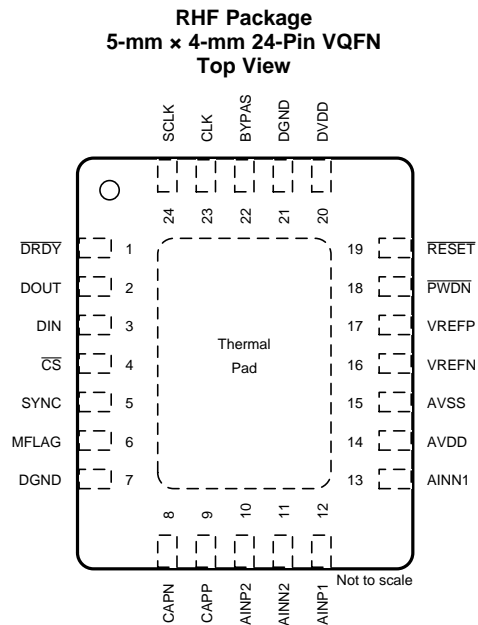 RHF Package
5-mm × 4-mm 24-Pin VQFN
Top View
SCLK
CLK
BYPAS
DGND
DVDD
24
23
22
21
20
DRDY 1
DOUT 2
DIN 3
CS 4
SYNC 5
MFLAG 6
DGND 7
Thermal
Pad
19 RESET
18 PWDN
17 VREFP
16 VREFN
15 AVSS
14 AVDD
13 AINN1
8
9
10
11
12
CAPN
CAPP
AINP2
AINN2
AINP1
Not to scale